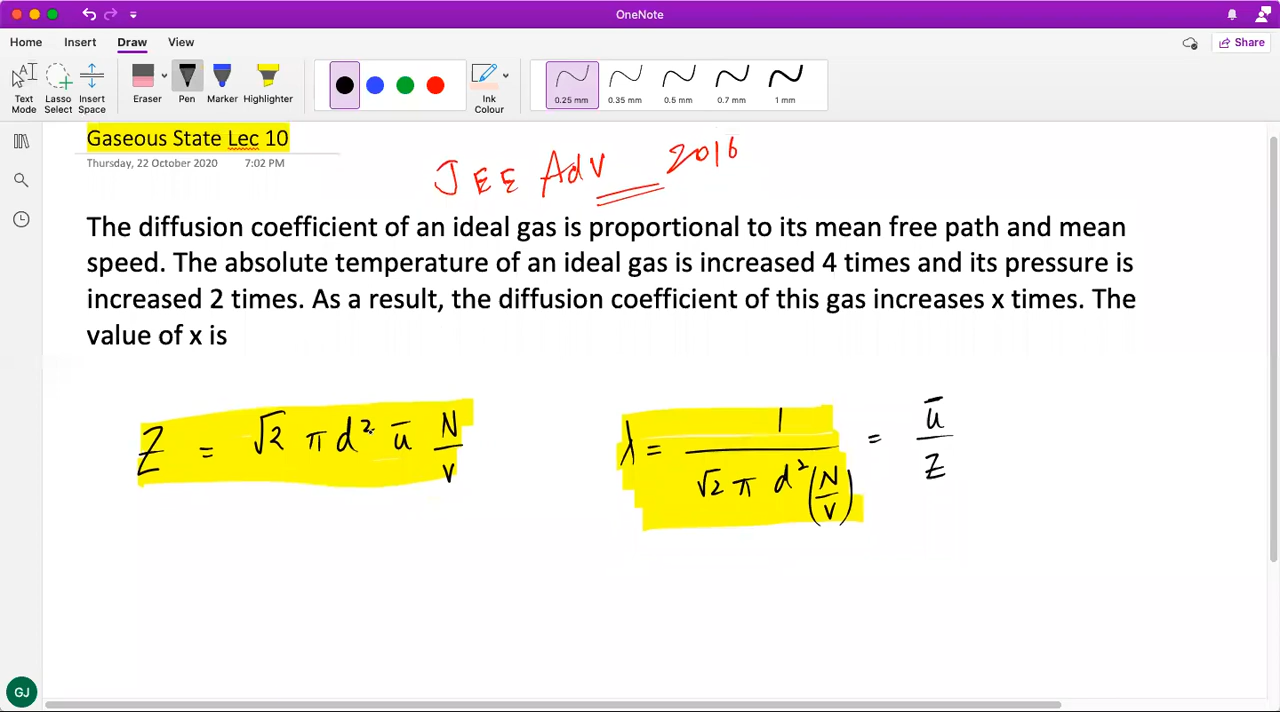 OneNote
Home Insert Draw View
Share
Text Mode
Lasso Select
Insert Space
Eraser
Pen
Marker
Highlighter
Ink Colour
0.25 mm
0.35 mm
0.5 mm
0.7 mm
1 mm
Gaseous State Lec 10
Thursday, 22 October 2020 7:02 PM
JEE Adv 2016
The diffusion coefficient of an ideal gas is proportional to its mean free path and mean
speed. The absolute temperature of an ideal gas is increased 4 times and its pressure is
increased 2 times. As a result, the diffusion coefficient of this gas increases x times. The
value of x is
Z = √2 π d² ū N/V
λ = 1/(√2 π d² (N/V)) = ū/Z
GJ